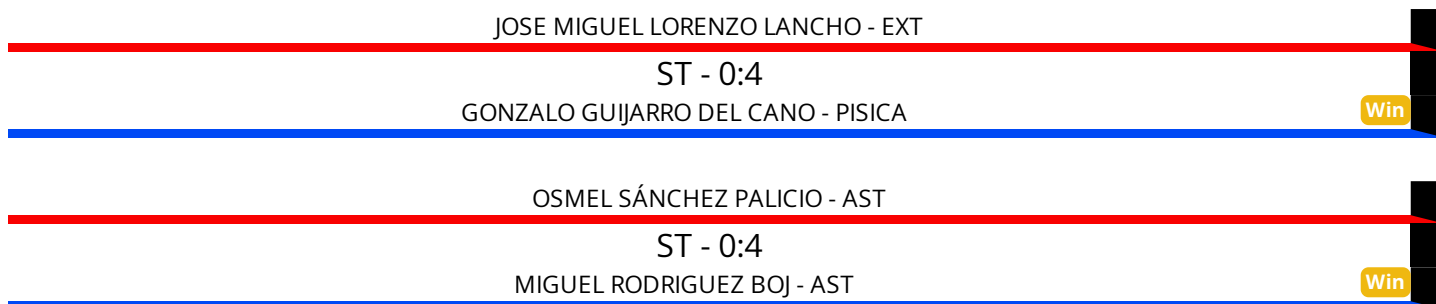 JOSE MIGUEL LORENZO LANCHO - EXT
ST - 0:4
GONZALO GUIJARRO DEL CANO - PISICA
Win
OSMEL SÁNCHEZ PALICIO - AST
ST - 0:4
MIGUEL RODRIGUEZ BOJ - AST
Win